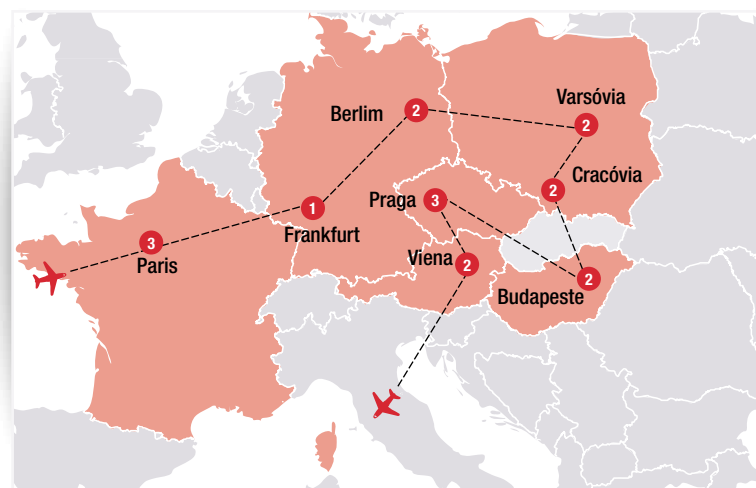 Varsóvia
2
Berlim
2
2
Cracóvia
Praga
3
1
Frankfurt
3
Paris
Viena
2
2
Budapeste